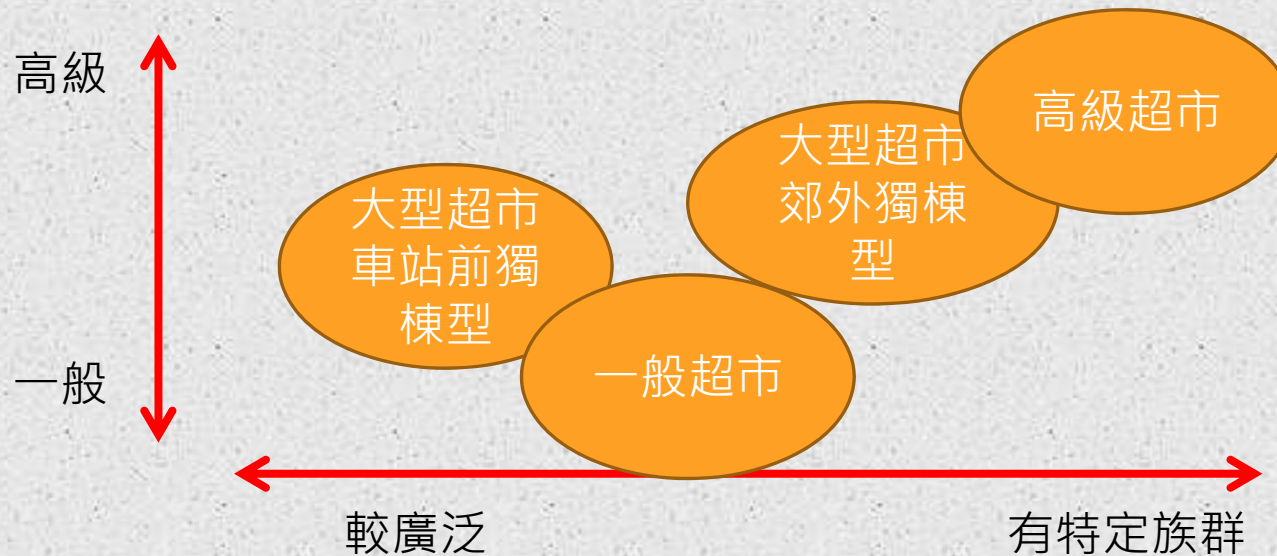 高級
高級超市
大型超市
郊外獨棟
型
大型超市
車站前獨
棟型
一般超市
一般
較廣泛
有特定族群